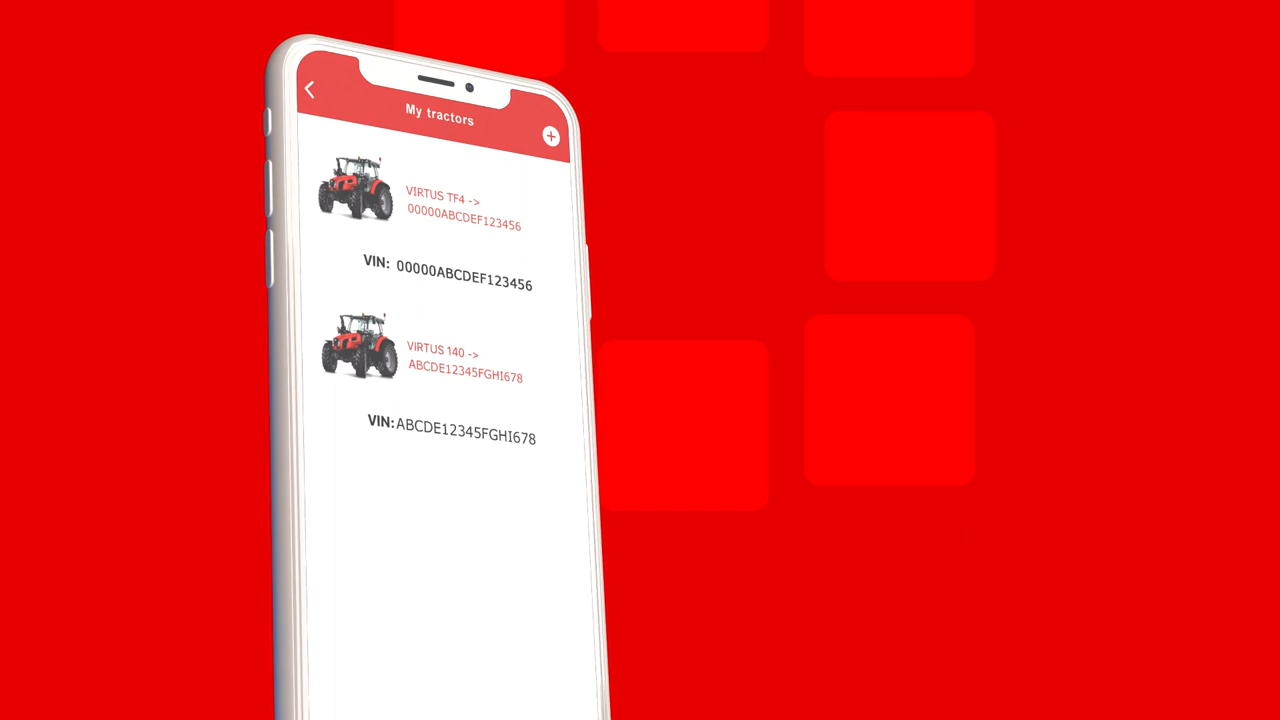 My tractors
VIRTUS TF4 ->
00000ABCDEF123456
VIN: 00000ABCDEF123456
VIRTUS 140 ->
ABCDE12345FGHI678
VIN:ABCDE12345FGHI678